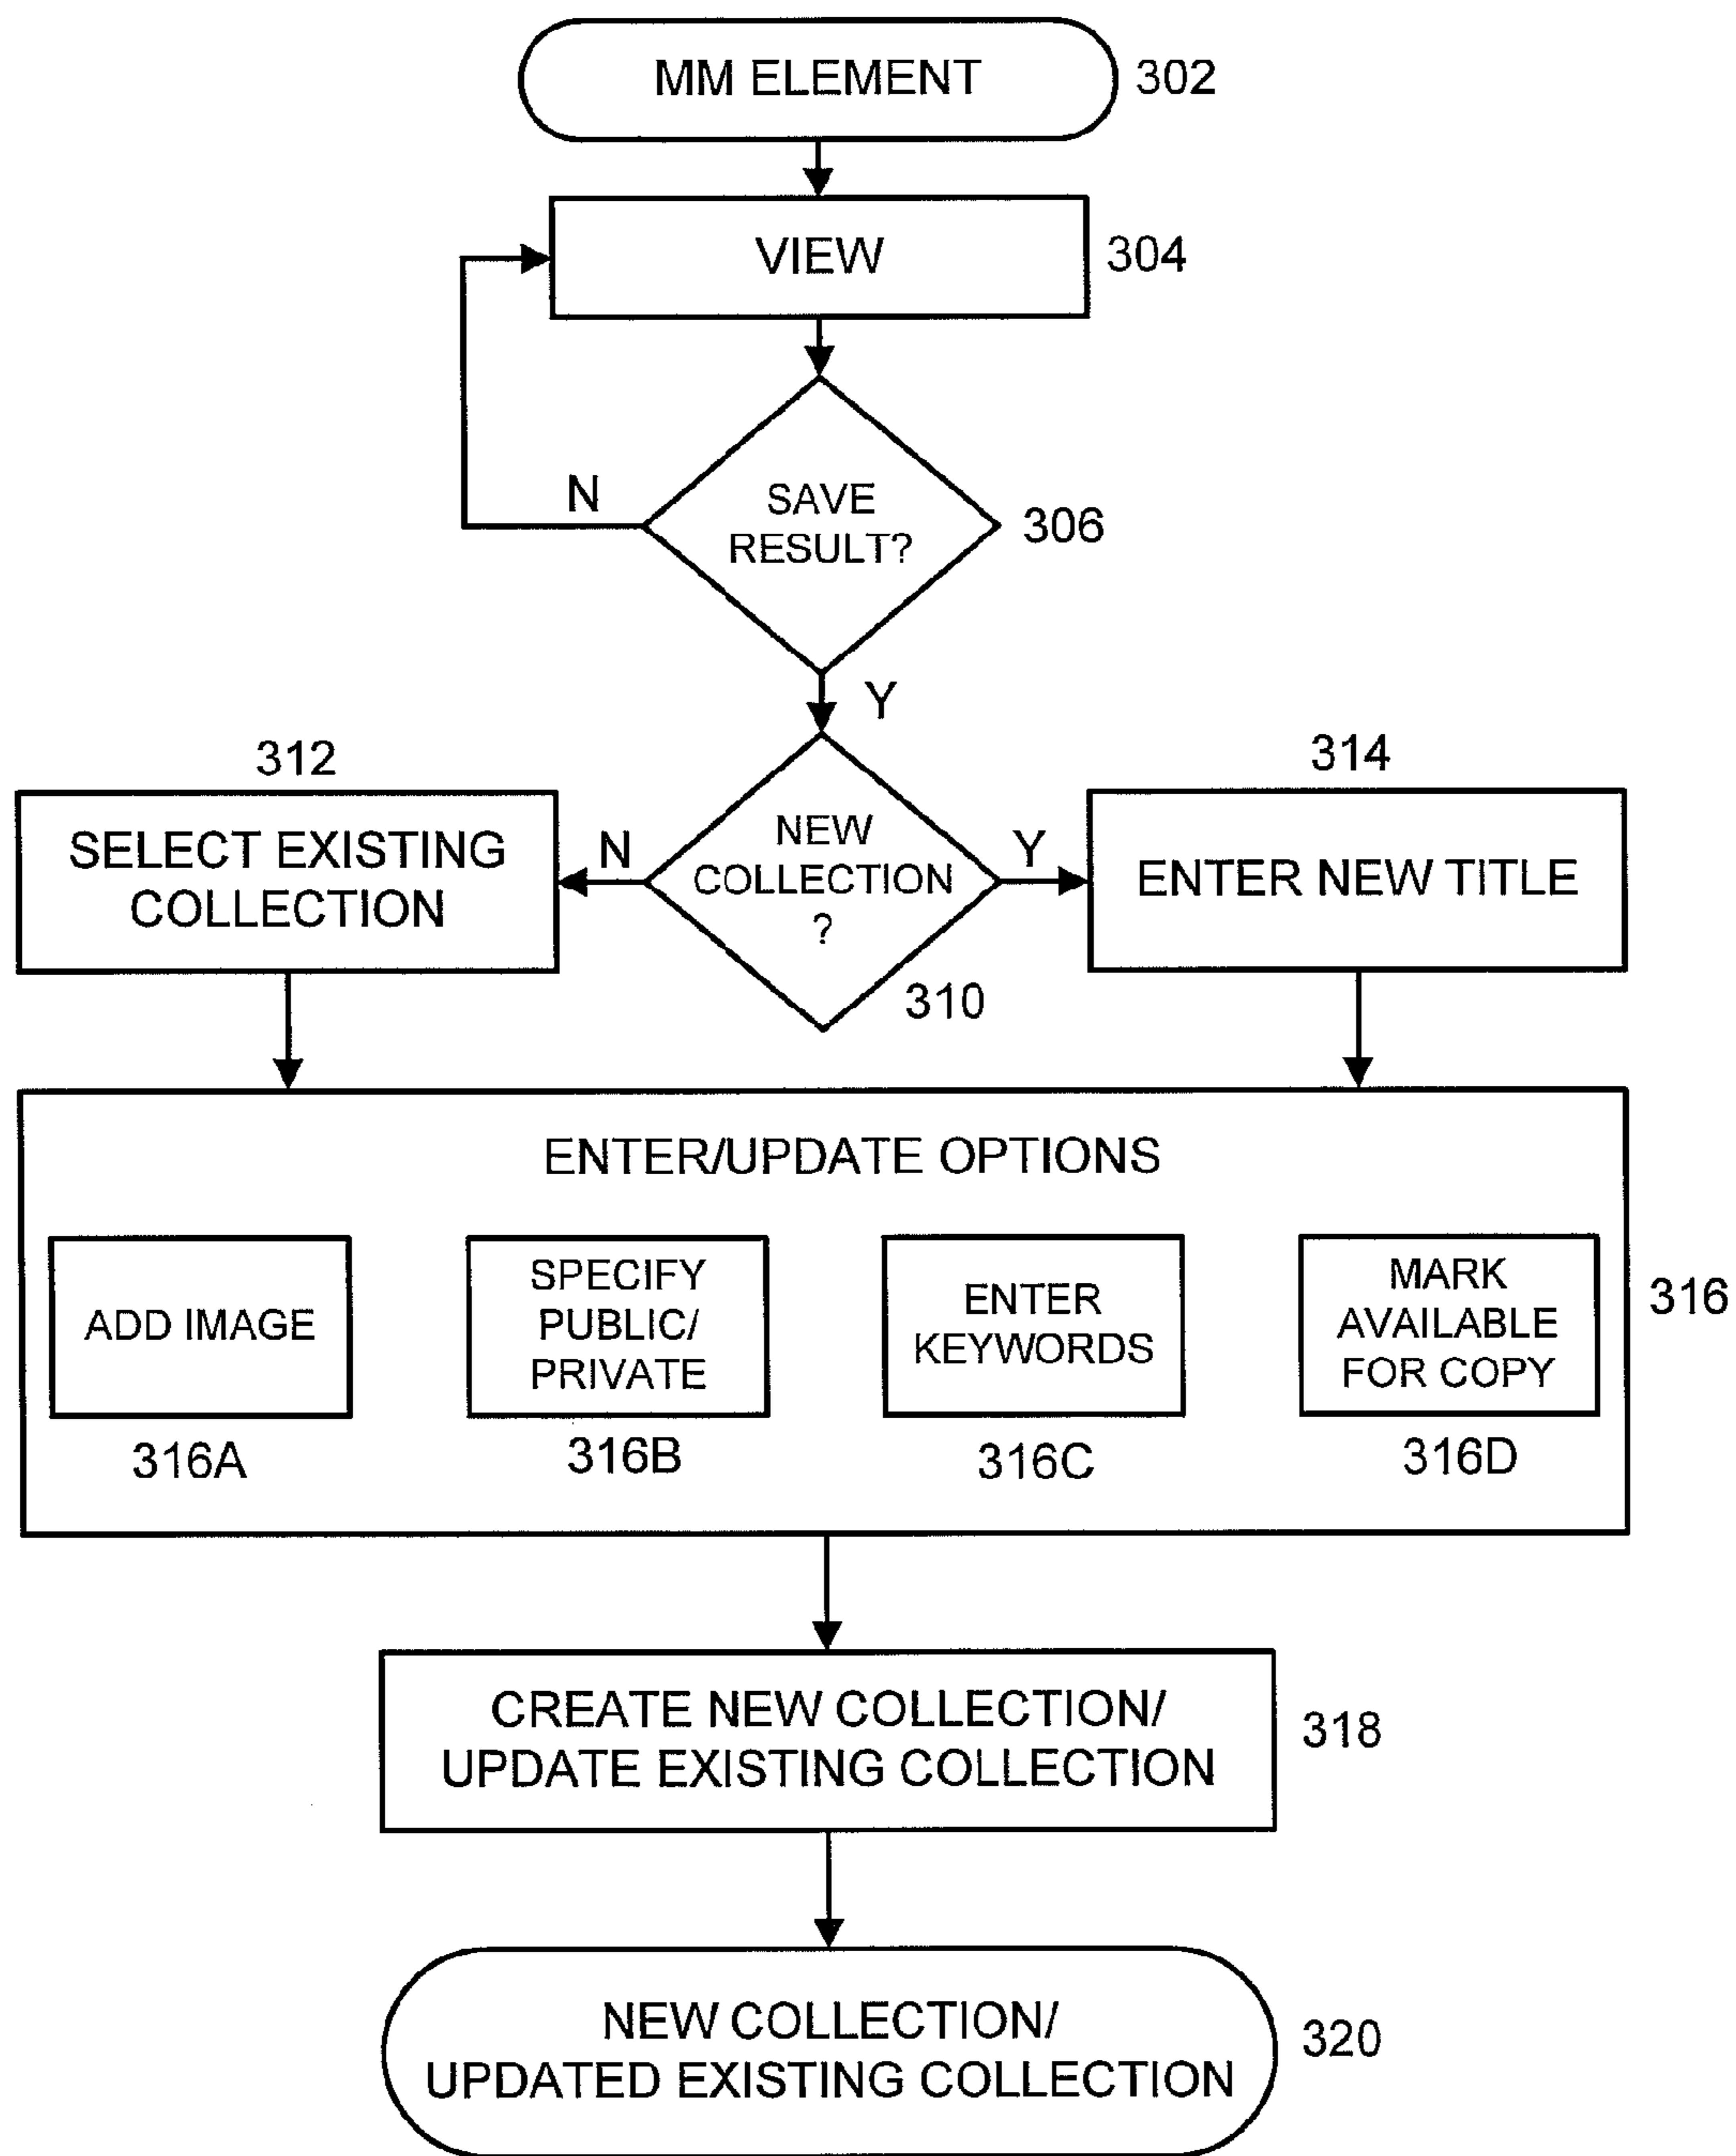 MM ELEMENT
302
VIEW
304
N
SAVE
RESULT?
306
Y
312
314
SELECT EXISTING
COLLECTION
N
NEW
COLLECTION
?
Y
ENTER NEW TITLE
310
ENTER/UPDATE OPTIONS
ADD IMAGE
SPECIFY
PUBLIC/
PRIVATE
ENTER
KEYWORDS
MARK
AVAILABLE
FOR COPY
316
316A
316B
316C
316D
CREATE NEW COLLECTION/
UPDATE EXISTING COLLECTION
318
NEW COLLECTION/
UPDATED EXISTING COLLECTION
320